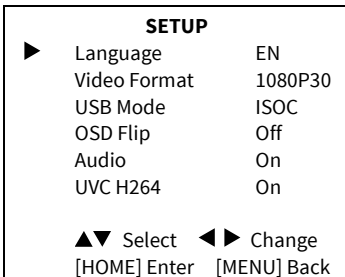 SETUP
▶ Language EN
Video Format 1080P30
USB Mode ISOC
OSD Flip Off
Audio On
UVC H264 On
▲▼ Select ◀▶ Change
[HOME] Enter [MENU] Back